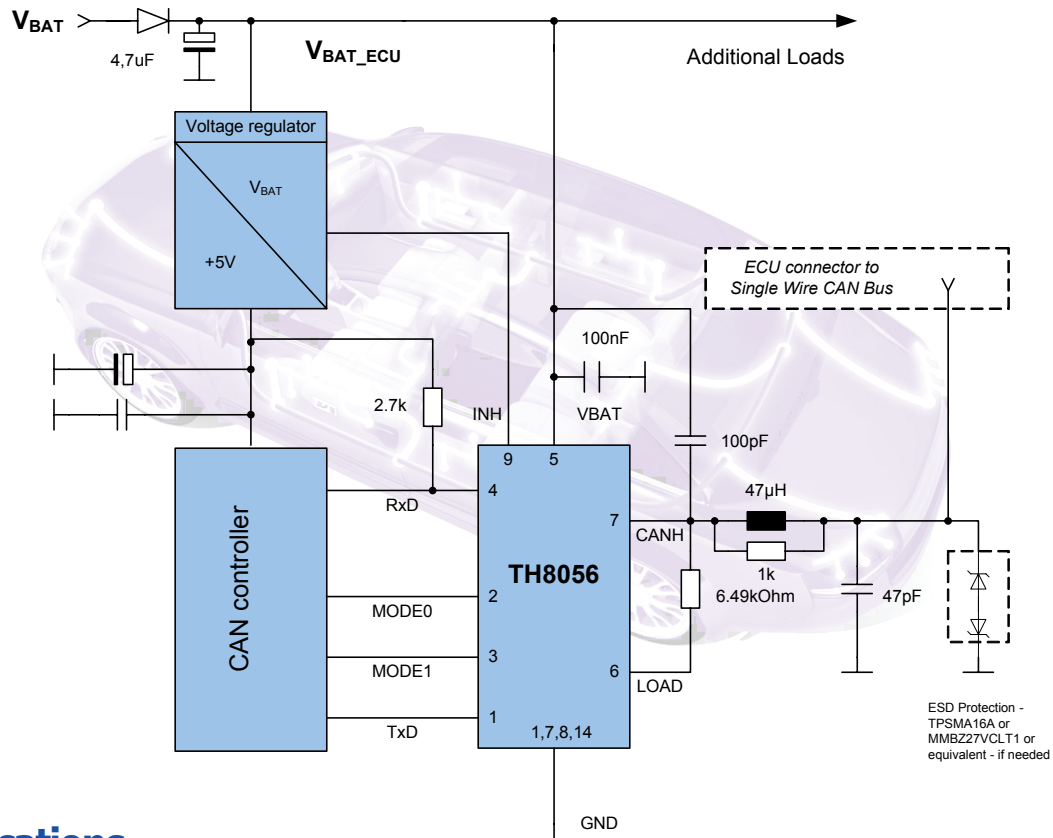 VBAT
4,7uF
VBAT_ECU
Additional Loads
Voltage regulator
VBAT
+5V
ECU connector to
Single Wire CAN Bus
100nF
2.7k
INH
VBAT
100pF
9
5
4
RxD
47µH
7
CANH
CAN controller
TH8056
1k
6.49kOhm
47pF
2
MODE0
3
MODE1
6
LOAD
1
TxD
1,7,8,14
ESD Protection -
TPSMA16A or
MMBZ27VCLT1 or
equivalent - if needed
GND